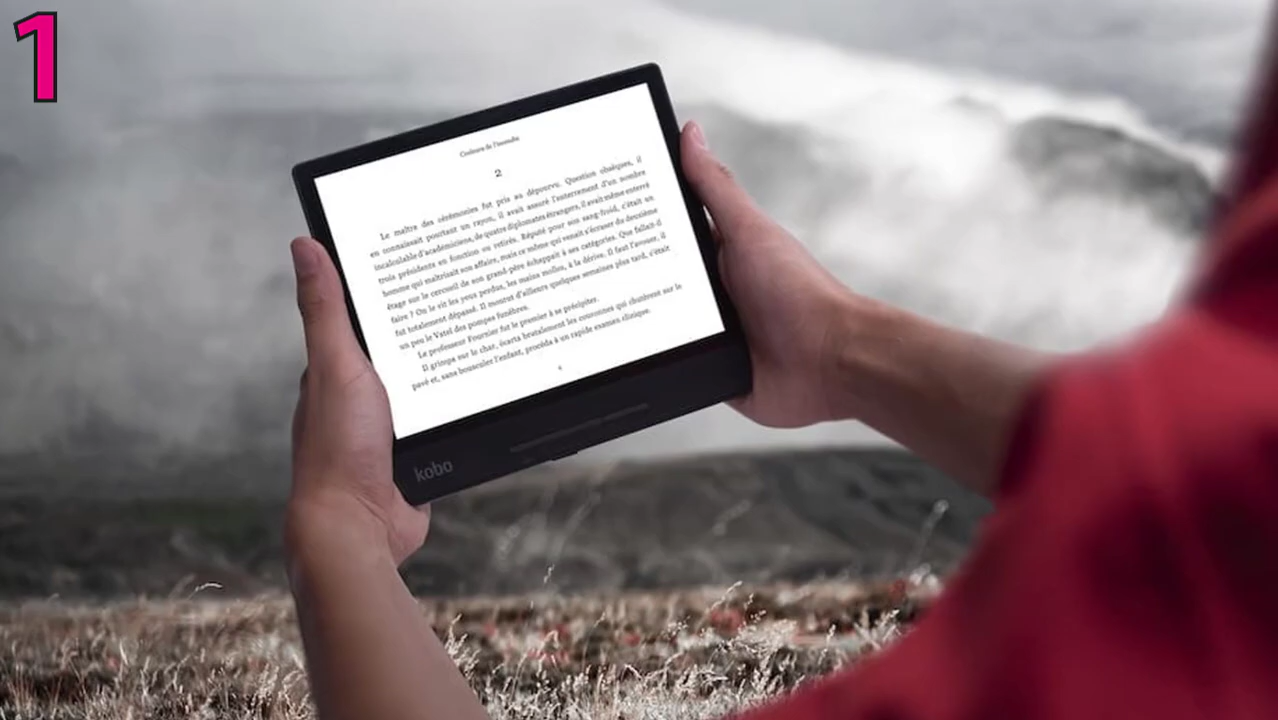 1
Couleurs de l'incendie
2
Le maître des cérémonies fut pris au dépourvu. Question obsèques, il
en connaissait pourtant un rayon, il avait assuré l'enterrement d'un nombre
incalculable d'académiciens, de quatre diplomates étrangers, il avait même enterré
trois présidents en fonction ou retirés. Réputé pour son sang-froid, c'était un
homme qui maîtrisait son affaire, mais ce même qui venait s'écraser du deuxième
étage sur le cercueil de son grand-père échappait à ses catégories. Que fallait-il
faire ? On le vit les yeux perdus, les mains molles, à la dérive. Il faut l'avouer, il
fut totalement dépassé. Il mourut d'ailleurs quelques semaines plus tard, c'était
un peu le Vatel des pompes funèbres.
Le professeur Fournier fut le premier à se précipiter.
Il grimpa sur le char, écarta brutalement les couronnes qui chutèrent sur le
pavé et, sans bousculer l'enfant, procéda à un rapide examen clinique.
kobo